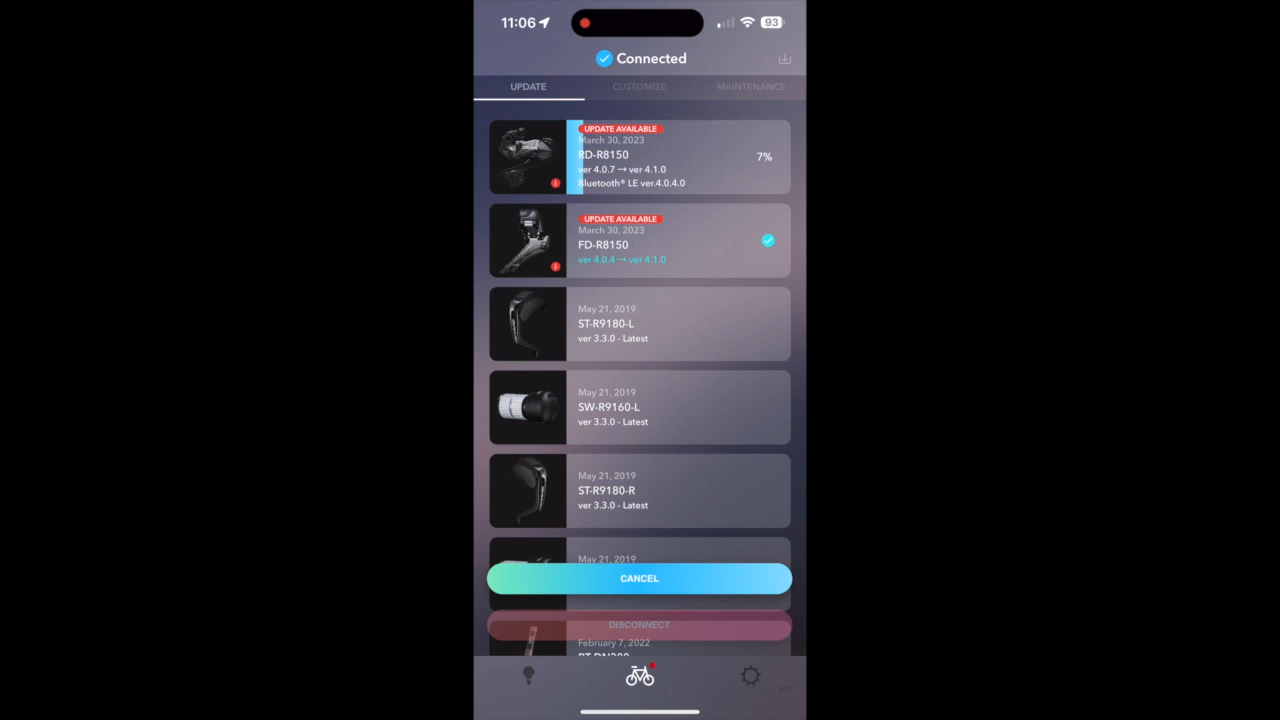 11:06
93
Connected
UPDATE
CUSTOMIZE
MAINTENANCE
UPDATE AVAILABLE
March 30, 2023
RD-R8150
ver 4.0.7 → ver 4.1.0
Bluetooth® LE ver.4.0.4.0
7%
UPDATE AVAILABLE
March 30, 2023
FD-R8150
ver 4.0.4 → ver 4.1.0
May 21, 2019
ST-R9180-L
ver 3.3.0 - Latest
May 21, 2019
SW-R9160-L
ver 3.3.0 - Latest
May 21, 2019
ST-R9180-R
ver 3.3.0 - Latest
May 21, 2019
CANCEL
DISCONNECT
February 7, 2022
BT-DN300